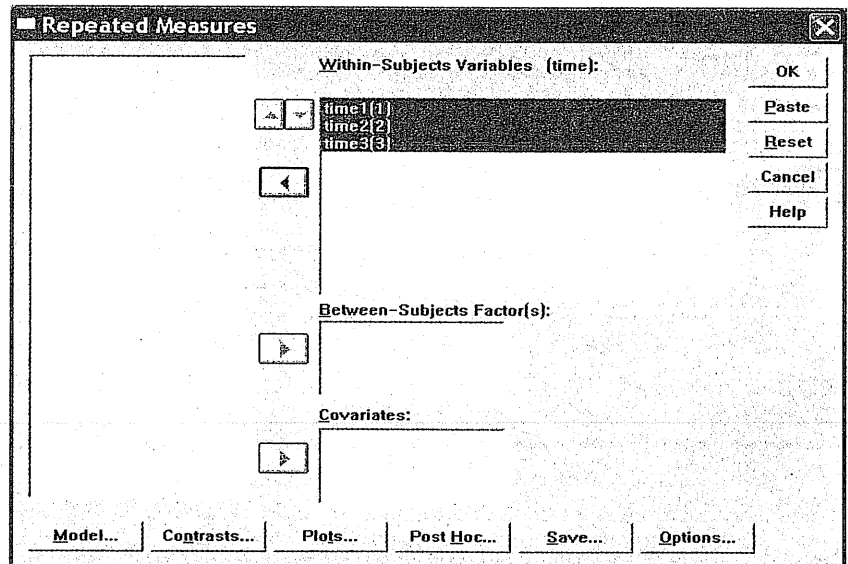 Repeated Measures
Within-Subjects Variables (time):
time1(1)
time2(2)
time3(3)
OK
Paste
Reset
Cancel
Help
Between-Subjects Factor(s):
Covariates:
Model...
Contrasts...
Plots...
Post Hoc...
Save...
Options...